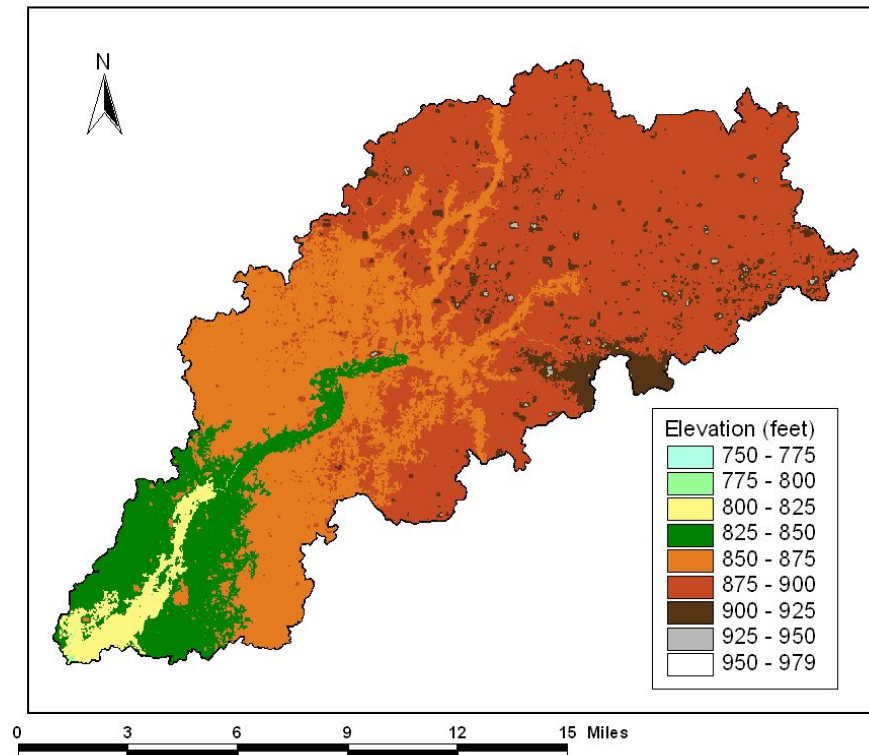 N
Elevation (feet)
750 - 775
775 - 800
800 - 825
825 - 850
850 - 875
875 - 900
900 - 925
925 - 950
950 - 979
0 3 6 9 12 15 Miles